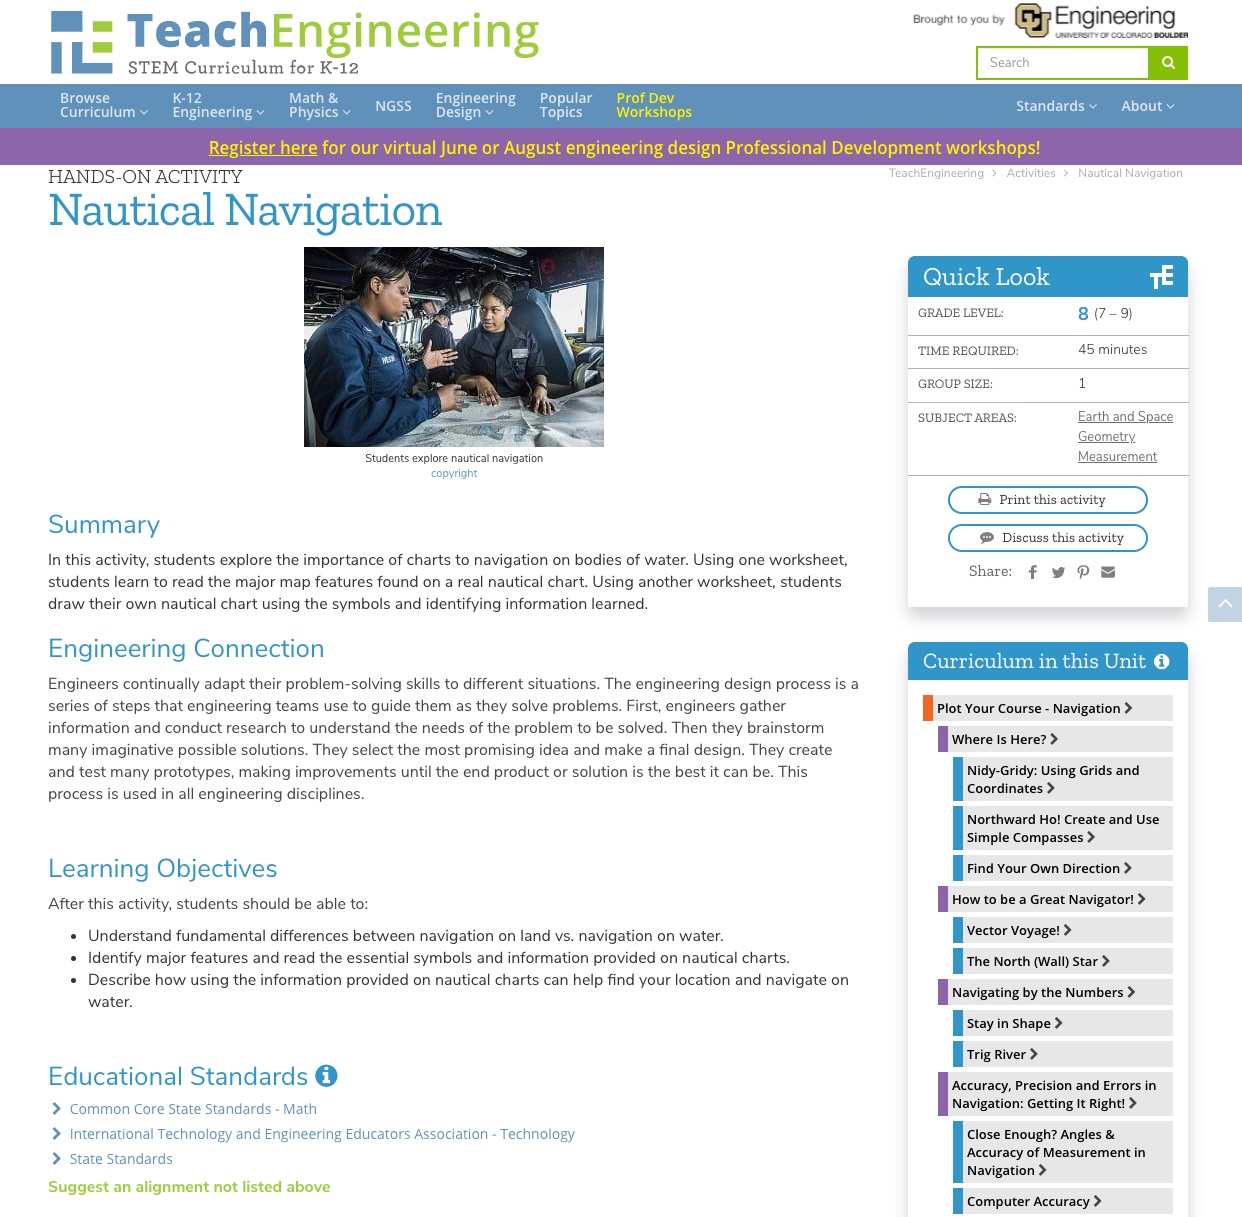 TeachEngineering
STEM Curriculum for K-12
Brought to you by
CU Engineering
UNIVERSITY OF COLORADO BOULDER
Search
Browse
Curriculum
K-12
Engineering
Math &
Physics
NGSS
Engineering
Design
Popular
Topics
Prof Dev
Workshops
Standards
About
Register here for our virtual June or August engineering design Professional Development workshops!
HANDS-ON ACTIVITY
TeachEngineering > Activities > Nautical Navigation
Nautical Navigation
Students explore nautical navigation
copyright
Summary
In this activity, students explore the importance of charts to navigation on bodies of water. Using one worksheet,
students learn to read the major map features found on a real nautical chart. Using another worksheet, students
draw their own nautical chart using the symbols and identifying information learned.
Engineering Connection
Engineers continually adapt their problem-solving skills to different situations. The engineering design process is a
series of steps that engineering teams use to guide them as they solve problems. First, engineers gather
information and conduct research to understand the needs of the problem to be solved. Then they brainstorm
many imaginative possible solutions. They select the most promising idea and make a final design. They create
and test many prototypes, making improvements until the end product or solution is the best it can be. This
process is used in all engineering disciplines.
Learning Objectives
After this activity, students should be able to:
• Understand fundamental differences between navigation on land vs. navigation on water.
• Identify major features and read the essential symbols and information provided on nautical charts.
• Describe how using the information provided on nautical charts can help find your location and navigate on
water.
Educational Standards
Common Core State Standards - Math
International Technology and Engineering Educators Association - Technology
State Standards
Suggest an alignment not listed above
Quick Look
TE
GRADE LEVEL: 8 (7 – 9)
TIME REQUIRED: 45 minutes
GROUP SIZE: 1
SUBJECT AREAS: Earth and Space
Geometry
Measurement
Print this activity
Discuss this activity
Share:
Curriculum in this Unit
Plot Your Course - Navigation
Where Is Here?
Nidy-Gridy: Using Grids and
Coordinates
Northward Ho! Create and Use
Simple Compasses
Find Your Own Direction
How to be a Great Navigator!
Vector Voyage!
The North (Wall) Star
Navigating by the Numbers
Stay in Shape
Trig River
Accuracy, Precision and Errors in
Navigation: Getting It Right!
Close Enough? Angles &
Accuracy of Measurement in
Navigation
Computer Accuracy